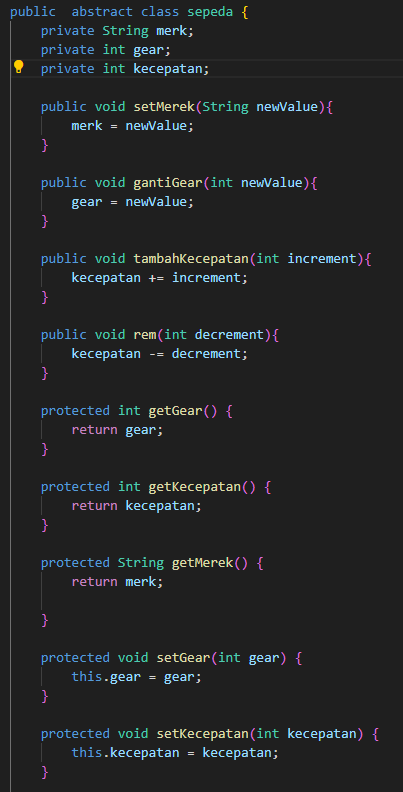 public  abstract class sepeda {
    private String merk;
    private int gear;
    private int kecepatan;

    public void setMerek(String newValue){
        merk = newValue;
    }

    public void gantiGear(int newValue){
        gear = newValue;
    }

    public void tambahKecepatan(int increment){
        kecepatan += increment;
    }

    public void rem(int decrement){
        kecepatan -= decrement;
    }

    protected int getGear() {
        return gear;
    }

    protected int getKecepatan() {
        return kecepatan;
    }

    protected String getMerek() {
        return merk;

    }

    protected void setGear(int gear) {
        this.gear = gear;
    }

    protected void setKecepatan(int kecepatan) {
        this.kecepatan = kecepatan;
    }